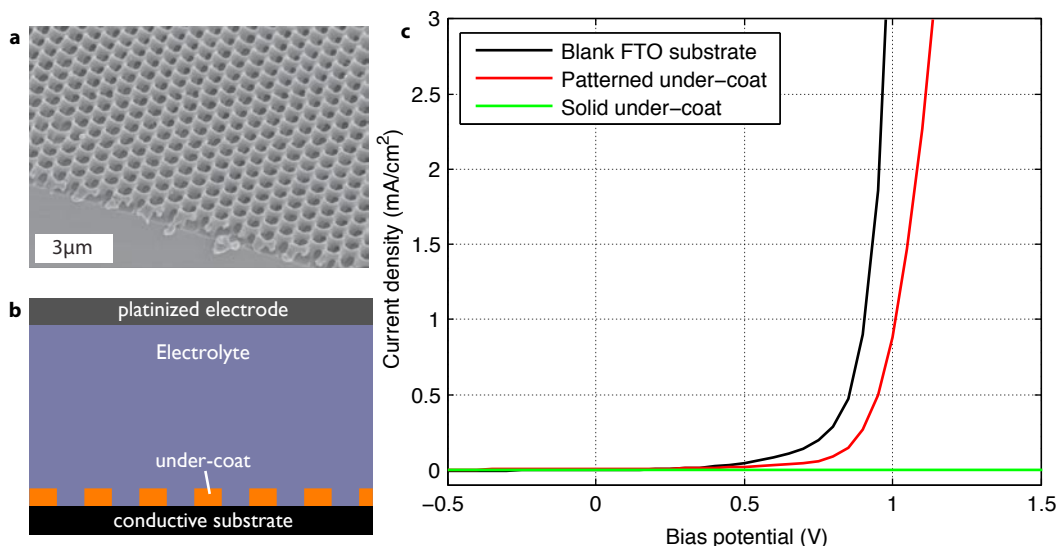 a
3μm
b
platinized electrode
Electrolyte
under-coat
conductive substrate
c
Blank FTO substrate
Patterned under−coat
Solid under−coat
Current density (mA/cm²)
3
2.5
2
1.5
1
0.5
0
−0.5
0
0.5
1
1.5
Bias potential (V)